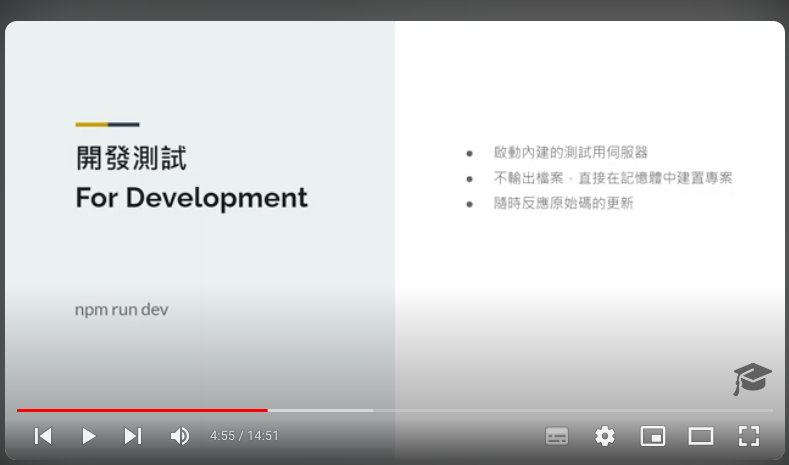 開發測試
For Development
npm run dev
啟動內建的測試用伺服器
不輸出檔案，直接在記憶體中建置專案
隨時反應原始碼的更新
4:55 / 14:51